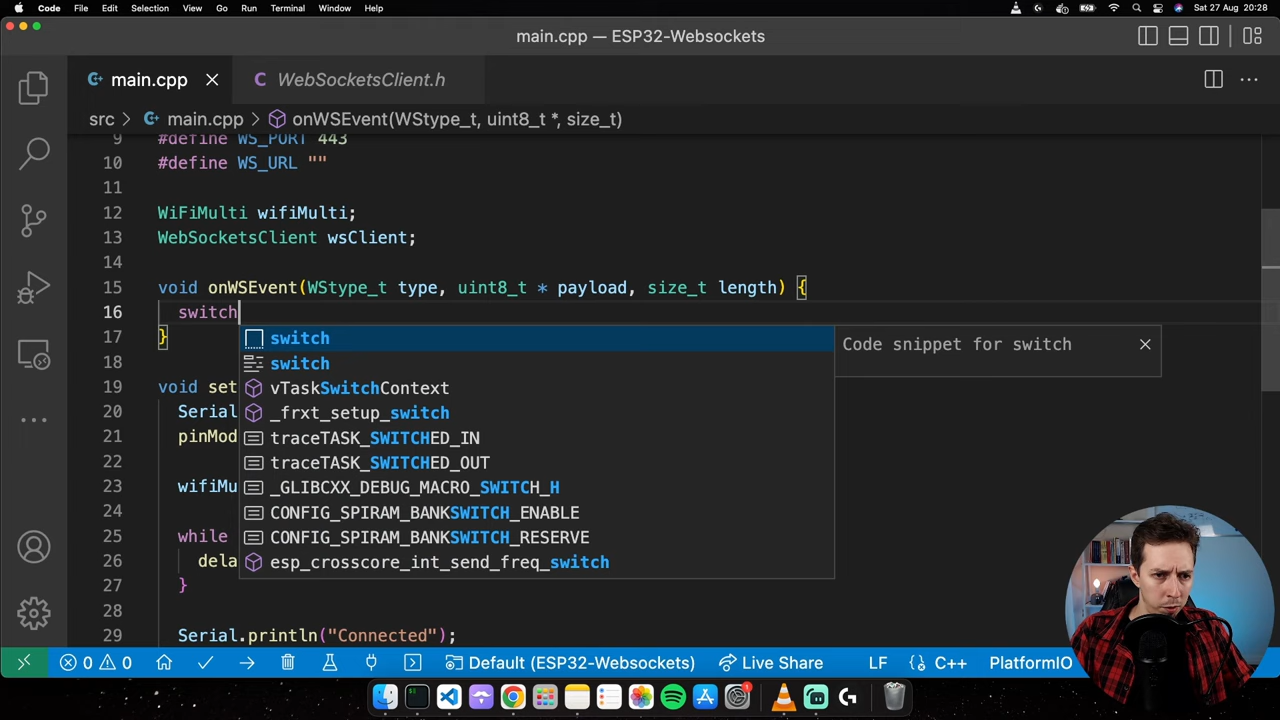 Code File Edit Selection View Go Run Terminal Window Help Sat 27 Aug 20:28
main.cpp — ESP32-Websockets
main.cpp
WebSocketsClient.h
src > main.cpp > onWSEvent(WStype_t, uint8_t *, size_t)
9 #define WS_PORT 443
10 #define WS_URL ""
11
12 WiFiMulti wifiMulti;
13 WebSocketsClient wsClient;
14
15 void onWSEvent(WStype_t type, uint8_t * payload, size_t length) {
16 switch
17 }
switch
Code snippet for switch
18
switch
vTaskSwitchContext
19 void set
_frxt_setup_switch
20 Serial
traceTASK_SWITCHED_IN
21 pinMod
traceTASK_SWITCHED_OUT
22
_GLIBCXX_DEBUG_MACRO_SWITCH_H
23 wifiMu
CONFIG_SPIRAM_BANKSWITCH_ENABLE
24
25 while
CONFIG_SPIRAM_BANKSWITCH_RESERVE
26 dela
esp_crosscore_int_send_freq_switch
27 }
28
29 Serial.println("Connected");
0 0 Default (ESP32-Websockets) Live Share LF C++ PlatformIO